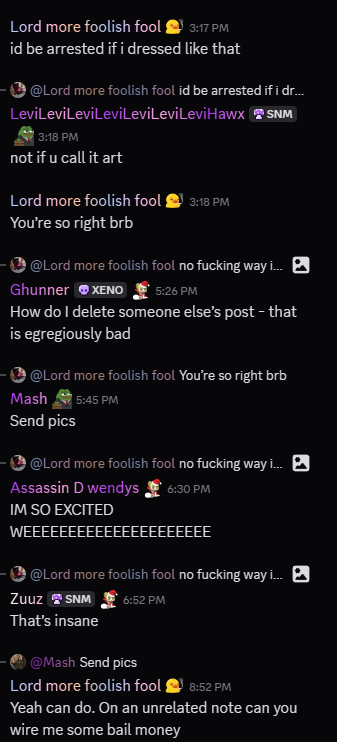 Lord more foolish fool 3:17 PM
id be arrested if i dressed like that
@Lord more foolish fool id be arrested if i dr...
LeviLeviLeviLeviLeviLeviLeviHawx SNM
3:18 PM
not if u call it art
Lord more foolish fool 3:18 PM
You’re so right brb
@Lord more foolish fool no fucking way i...
Ghunner XENO 5:26 PM
How do I delete someone else’s post - that
is egregiously bad
@Lord more foolish fool You’re so right brb
Mash 5:45 PM
Send pics
@Lord more foolish fool no fucking way i...
Assassin D wendys 6:30 PM
IM SO EXCITED
WEEEEEEEEEEEEEEEEEEEEE
@Lord more foolish fool no fucking way i...
Zuuz SNM 6:52 PM
That’s insane
@Mash Send pics
Lord more foolish fool 8:52 PM
Yeah can do. On an unrelated note can you
wire me some bail money